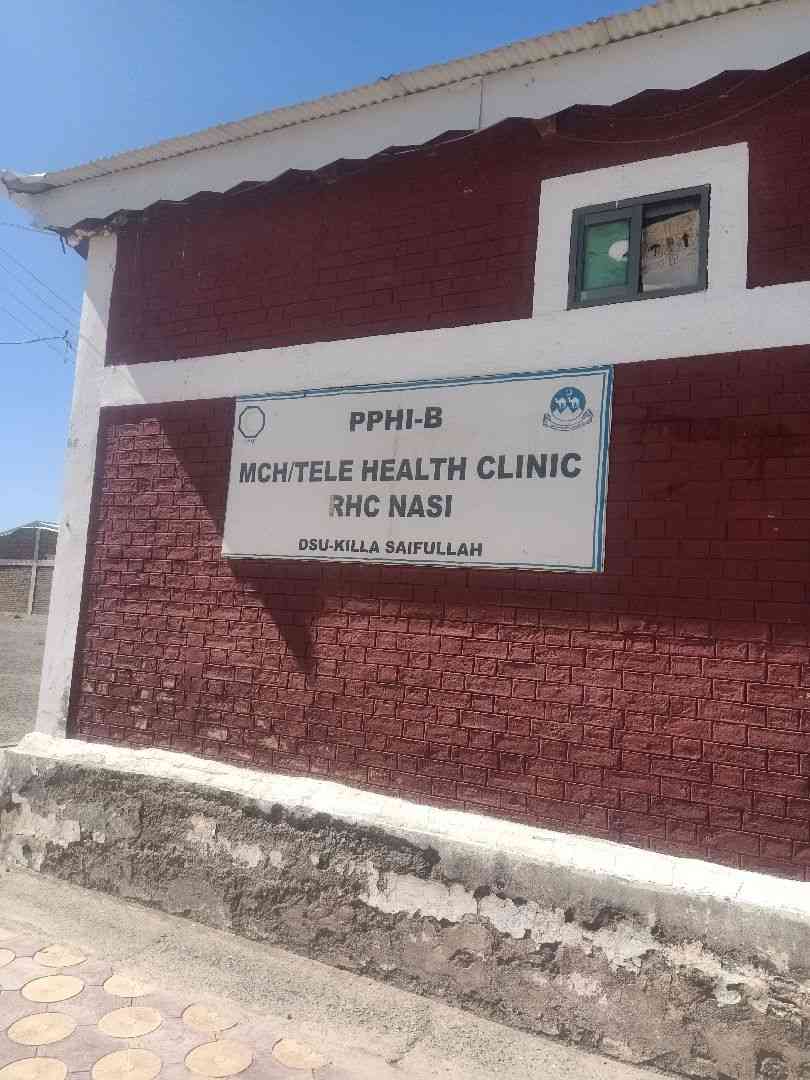 PPHI-B
MCH/TELE HEALTH CLINIC
RHC NASI
DSU-KILLA SAIFULLAH